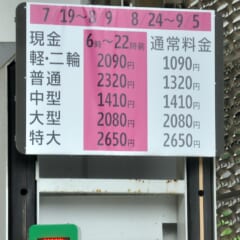 7 19～8 9 8 24～9 5
現金 6時～22時前 通常料金
軽・二輪 2090円 1090円
普通 2320円 1320円
中型 1410円 1410円
大型 2080円 2080円
特大 2650円 2650円